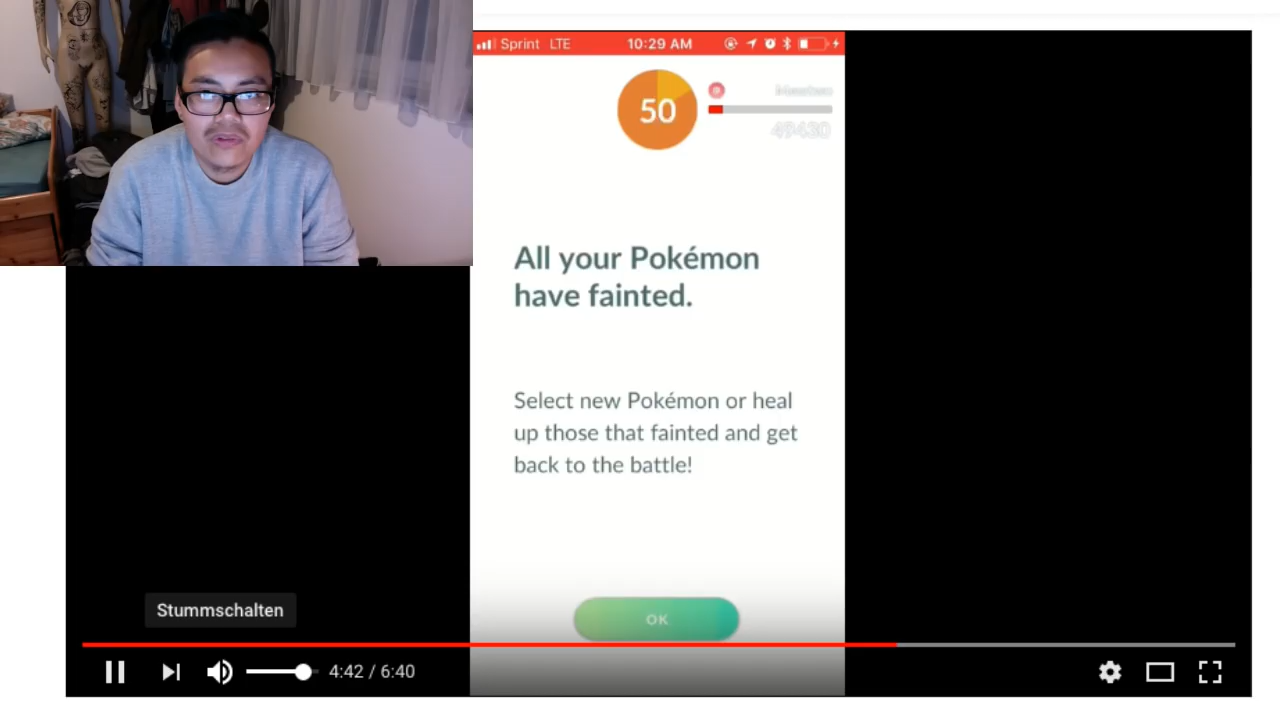 Sprint LTE 10:29 AM
50
49430
All your Pokémon
have fainted.
Select new Pokémon or heal
up those that fainted and get
back to the battle!
OK
Stummschalten
4:42 / 6:40